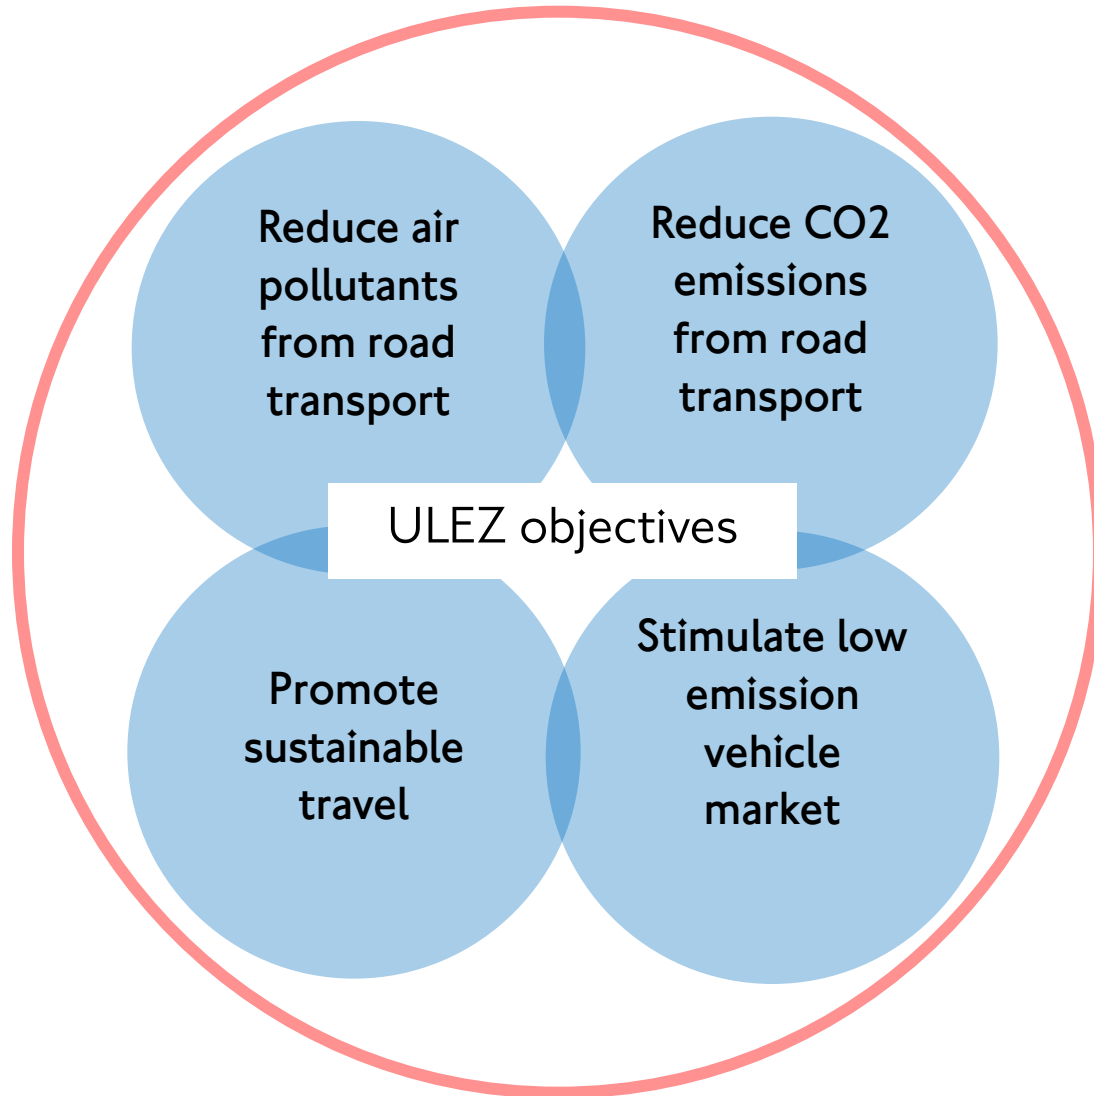 Reduce air
pollutants
from road
transport
Reduce CO2
emissions
from road
transport
ULEZ objectives
Promote
sustainable
travel
Stimulate low
emission
vehicle
market